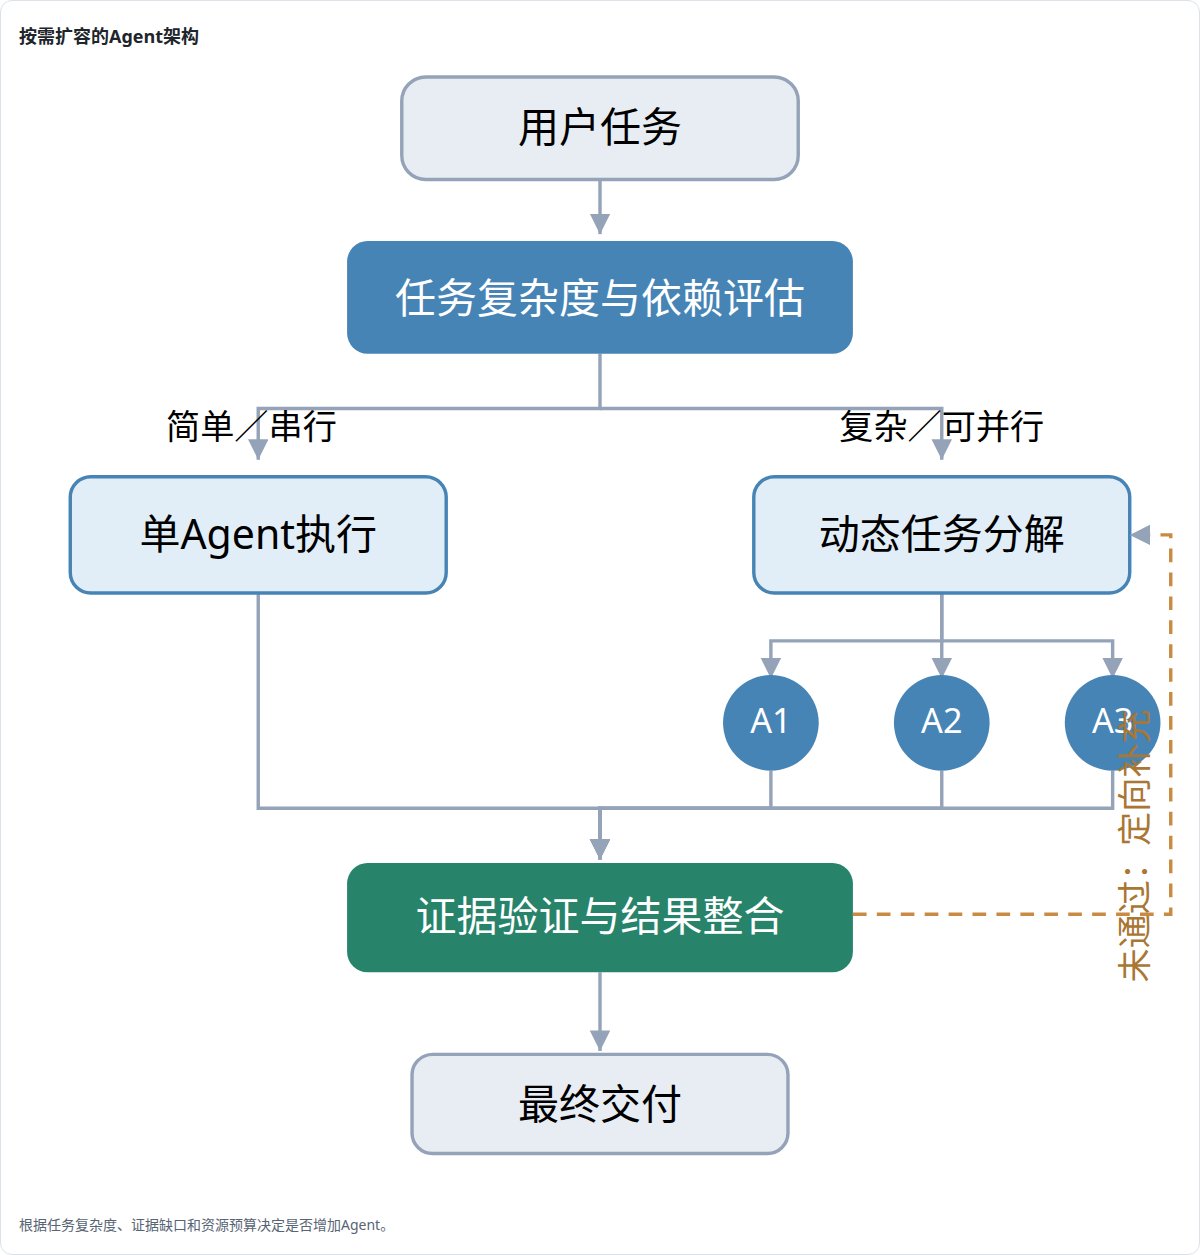 按需扩容的Agent架构
用户任务
任务复杂度与依赖评估
简单／串行
复杂／可并行
单Agent执行
动态任务分解
A1
A2
A3
未通过：定向补充
证据验证与结果整合
最终交付
根据任务复杂度、证据缺口和资源预算决定是否增加Agent。